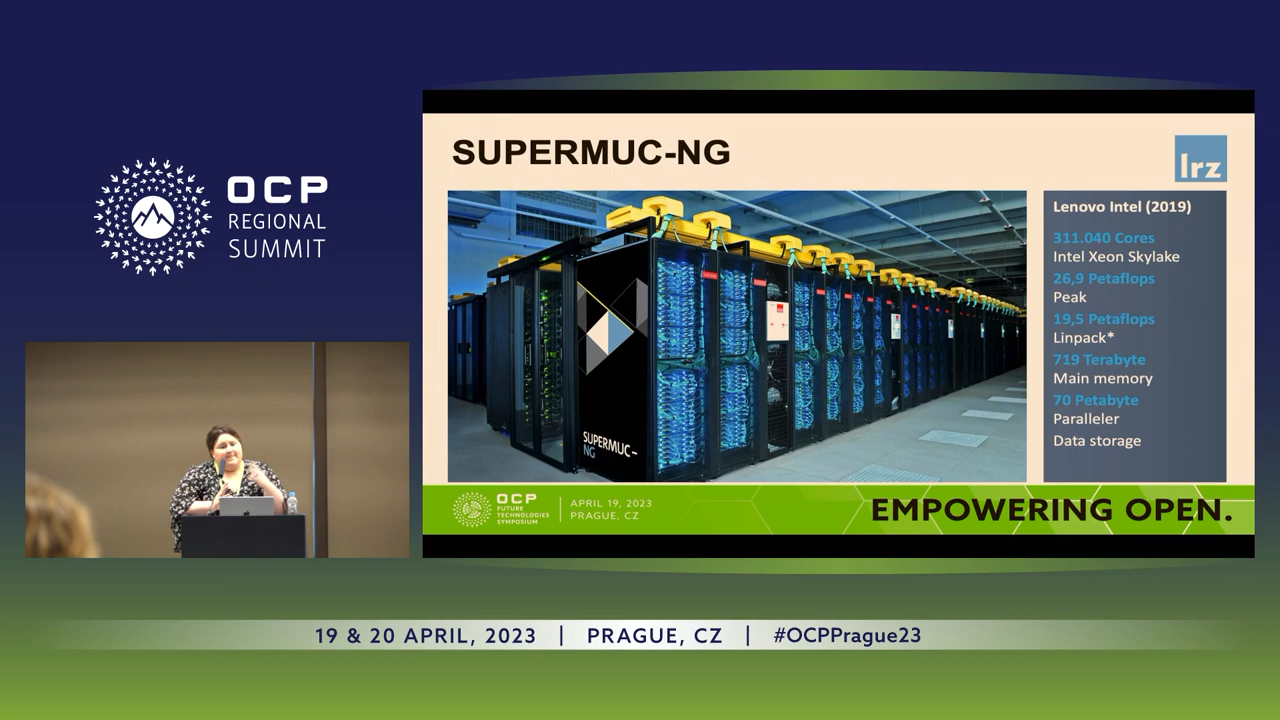 OCP
REGIONAL
SUMMIT
SUPERMUC-NG
lrz
SUPERMUC-
NG
Lenovo Intel (2019)
311.040 Cores
Intel Xeon Skylake
26,9 Petaflops
Peak
19,5 Petaflops
Linpack*
719 Terabyte
Main memory
70 Petabyte
Paralleler
Data storage
OCP
FUTURE
TECHNOLOGIES
SYMPOSIUM
APRIL 19, 2023
PRAGUE, CZ
EMPOWERING OPEN.
19 & 20 APRIL, 2023 | PRAGUE, CZ | #OCPPrague23